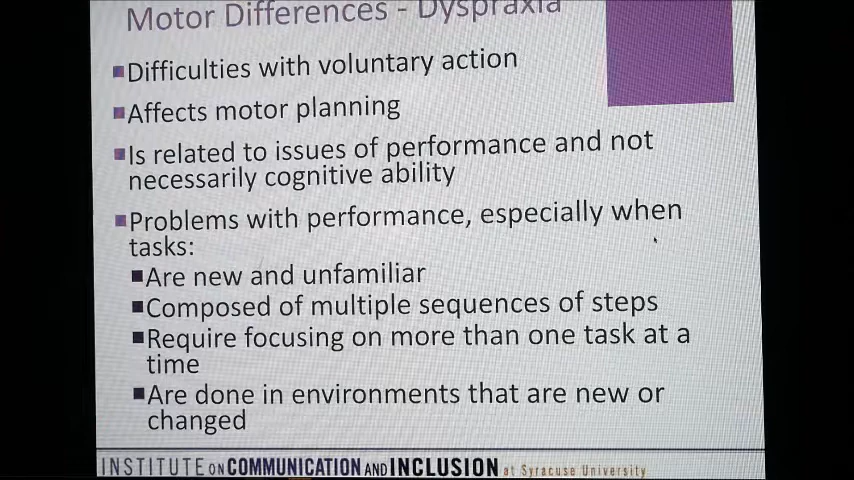 Motor Differences - Dyspraxia
Difficulties with voluntary action
Affects motor planning
Is related to issues of performance and not
necessarily cognitive ability
Problems with performance, especially when
tasks:
Are new and unfamiliar
Composed of multiple sequences of steps
Require focusing on more than one task at a
time
Are done in environments that are new or
changed
INSTITUTE ON COMMUNICATION AND INCLUSION at Syracuse University